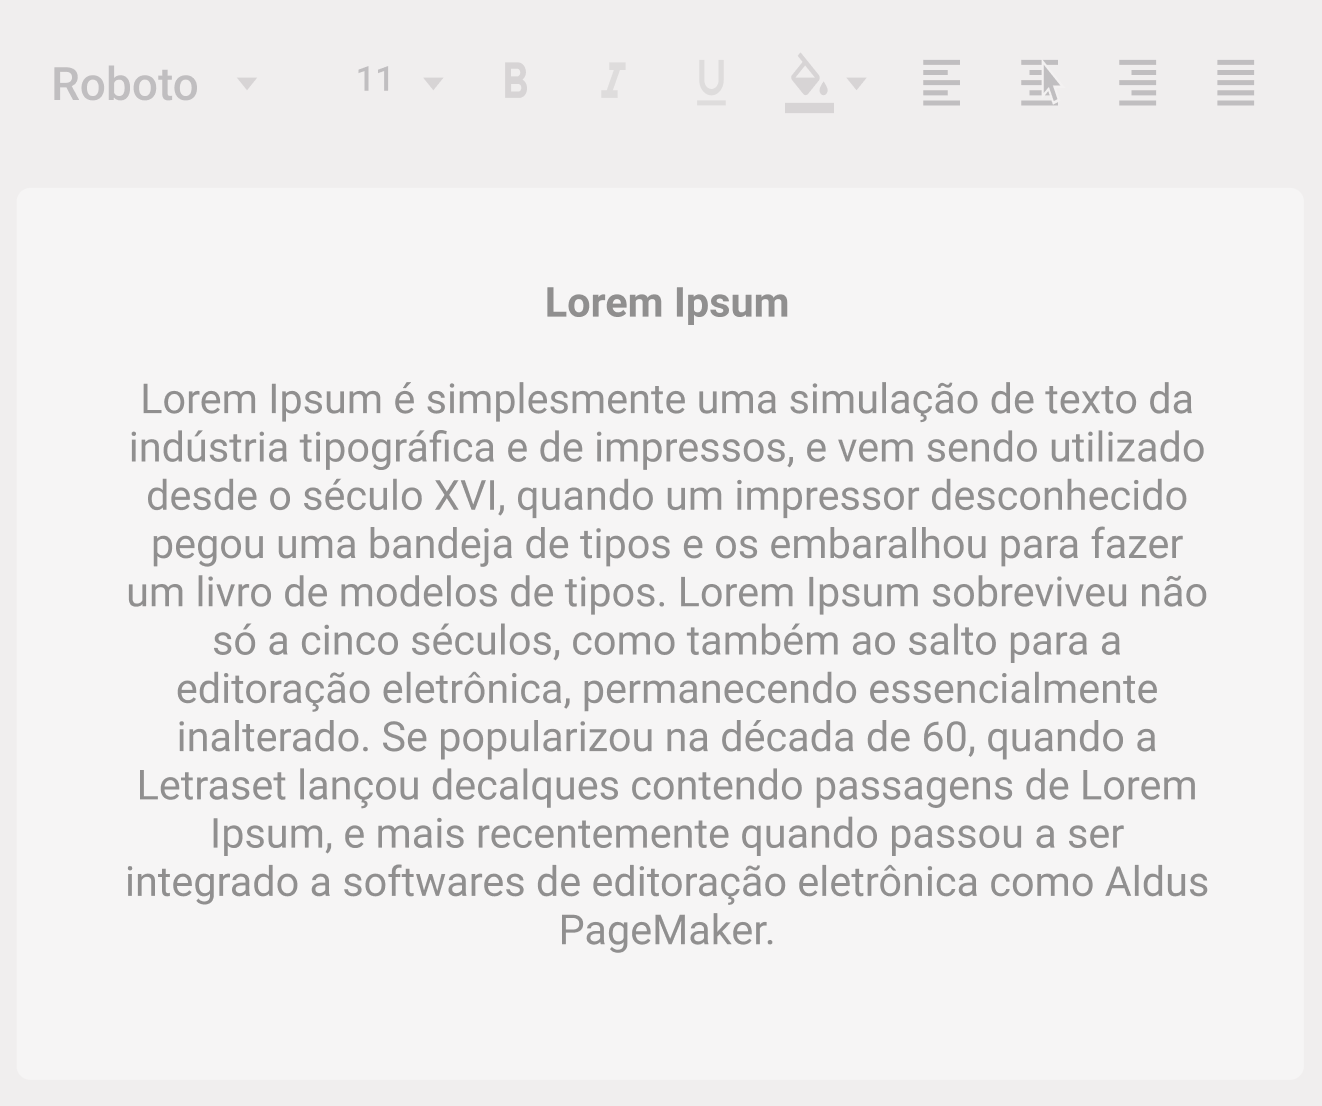 Roboto 11 B I U
Lorem Ipsum
Lorem Ipsum é simplesmente uma simulação de texto da
indústria tipográfica e de impressos, e vem sendo utilizado
desde o século XVI, quando um impressor desconhecido
pegou uma bandeja de tipos e os embaralhou para fazer
um livro de modelos de tipos. Lorem Ipsum sobreviveu não
só a cinco séculos, como também ao salto para a
editoração eletrônica, permanecendo essencialmente
inalterado. Se popularizou na década de 60, quando a
Letraset lançou decalques contendo passagens de Lorem
Ipsum, e mais recentemente quando passou a ser
integrado a softwares de editoração eletrônica como Aldus
PageMaker.